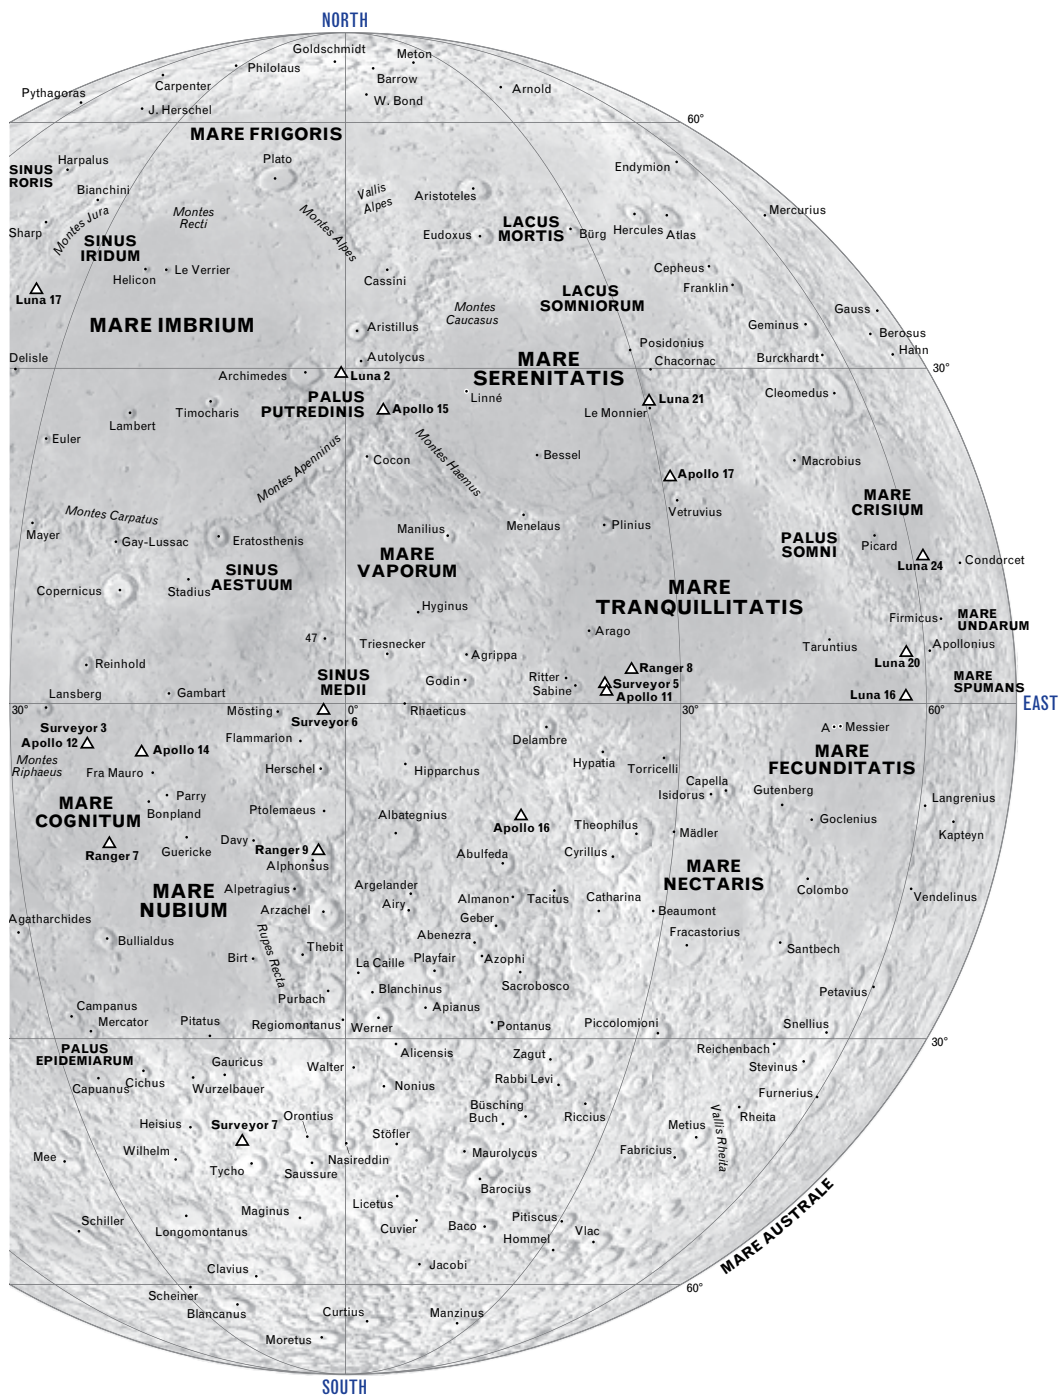 NORTH
Goldschmidt
Meton
Philolaus
Barrow
Carpenter
Pythagoras
W. Bond
Arnold
J. Herschel
60°
MARE FRIGORIS
Harpalus
Plato
Endymion
SINUS
RORIS
Bianchini
Vallis
Alpes
Aristoteles
Mercurius
Montes Jura
Montes
Recti
Montes Alpes
LACUS
MORTIS
Sharp
SINUS
IRIDUM
Eudoxus
Bürg
Hercules
Atlas
Helicon
Le Verrier
Cassini
Cepheus
Franklin
Luna 17
LACUS
SOMNIORUM
Montes
Caucasus
Gauss
MARE IMBRIUM
Aristillus
Geminus
Berosus
Posidonius
Hahn
Delisle
Autolycus
MARE
SERENITATIS
Chacornac
Burckhardt
30°
Archimedes
Luna 2
Linné
Cleomedus
PALUS
PUTREDINIS
Apollo 15
Luna 21
Le Monnier
Timocharis
Lambert
Euler
Montes Apenninus
Cocon
Montes Haemus
Bessel
Macrobius
Apollo 17
MARE
CRISIUM
Montes Carpatus
Vetruvius
Mayer
Gay-Lussac
Eratosthenis
Manilius
Menelaus
Plinius
PALUS
SOMNI
Picard
MARE
VAPORUM
Luna 24
Condorcet
SINUS
AESTUUM
Copernicus
Stadius
MARE
TRANQUILLITATIS
Hyginus
Firmicus
MARE
UNDARUM
47
Triesnecker
Arago
Taruntius
Apollonius
Reinhold
Agrippa
Ranger 8
Luna 20
SINUS
MEDII
Godin
Ritter
Sabine
Surveyor 5
Apollo 11
MARE
SPUMANS
Lansberg
Gambart
Luna 16
30°
Mösting
0°
Rhaeticus
30°
60°
EAST
Surveyor 6
Surveyor 3
Apollo 12
Apollo 14
Flammarion
Delambre
A
Messier
Montes
Riphaeus
Fra Mauro
Herschel
Hipparchus
Hypatia
Torricelli
MARE
FECUNDITATIS
MARE
COGNITUM
Parry
Bonpland
Ptolemaeus
Albategnius
Capella
Isidorus
Gutenberg
Langrenius
Apollo 16
Theophilus
Mädler
Goclenius
Kapteyn
Ranger 7
Guericke
Davy
Ranger 9
Alphonsus
Abulfeda
Cyrillus
MARE
NECTARIS
MARE
NUBIUM
Alpetragius
Argelander
Airy
Almanon
Tacitus
Catharina
Colombo
Vendelinus
Arzachel
Geber
Beaumont
Agatharchides
Bullialdus
Abenezra
Fracastorius
Rupes Recta
Thebit
Santbech
Birt
La Caille
Playfair
Azophi
Purbach
Blanchinus
Sacrobosco
Petavius
Campanus
Mercator
Pitatus
Regiomontanus
Werner
Apianus
Pontanus
Piccolomini
Snellius
30°
PALUS
EPIDEMIARUM
Gauricus
Walter
Alicensis
Zagut
Reichenbach
Stevinus
Capuanus
Cichus
Wurzelbauer
Nonius
Rabbi Levi
Furnerius
Orontius
Büsching
Buch
Riccius
Rheita
Heisius
Surveyor 7
Stöfler
Metius
Vallis Rheita
Mee
Wilhelm
Nasireddin
Maurolycus
Fabricius
Tycho
Saussure
Barocius
MARE AUSTRALE
Schiller
Maginus
Licetus
Pitiscus
Longomontanus
Cuvier
Baco
Hommel
Vlac
Clavius
Jacobi
60°
Scheiner
Blancanus
Curtius
Manzinus
Moretus
SOUTH